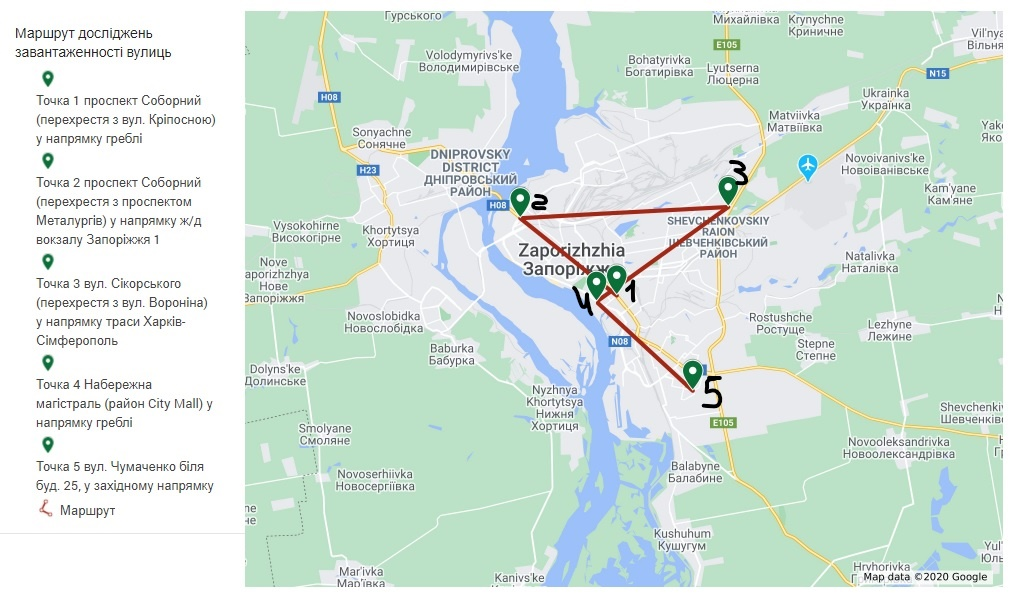 Маршрут досліджень
завантаженності вулиць
Точка 1 проспект Соборний
(перехрестя з вул. Кріпосною)
у напрямку греблі
Точка 2 проспект Соборний
(перехрестя з проспектом
Металургів) у напрямку ж/д
вокзалу Запоріжжя 1
Точка 3 вул. Сікорського
(перехрестя з вул. Вороніна)
у напрямку траси Харків-
Сімферополь
Точка 4 Набережна
магістраль (район City Mall) у
напрямку греблі
Точка 5 вул. Чумаченко біля
буд. 25, у західному напрямку
Маршрут
Гурського
Михайлівка
Krynychne
Криничне
Vil'nya
Вільня
E105
Volodymyrivs'ke
Володимирівське
Bohatyrivka
Богатирівка
Lyutserna
Люцерна
N15
H08
Ukrainka
Українка
Matviivka
Матвіївка
Sonyachne
Сонячне
H23
DNIPROVSKY
DISTRICT
ДНІПРОВСЬКИЙ
РАЙОН
Novoivanivs'ke
Новоіванівське
Kam'yane
Кам'яне
3
2
H08
SHEVCHENKOVSKIY
RAION
ШЕВЧЕНКІВСЬКИЙ
РАЙОН
Vysokohirne
Високогірне
Khortytsya
Хортиця
Zaporizhzhia
Запоріжжя
Natalivka
Наталівка
Nove
aporizhzhya
Нове
Запоріжжя
1
4
Novoslobidka
Новослобідка
Rostushche
Ростуще
Lezhyne
Лежине
N08
Baburka
Бабурка
Stepne
Степне
Dolyns'ke
Долинське
Nyzhnya
Khortytsya
Нижня
Хортиця
5
E105
Shevchenkiv
Шевченківс
Smolyane
Смоляне
Novooleksandrivka
Новоолександрівка
Balabyne
Балабине
Novoserhiivka
Новосергіївка
Kushuhum
Кушугум
Mar'ivka
Мар'ївка
Kanivs'ke
Hryhorivka
Map data ©2020 Google